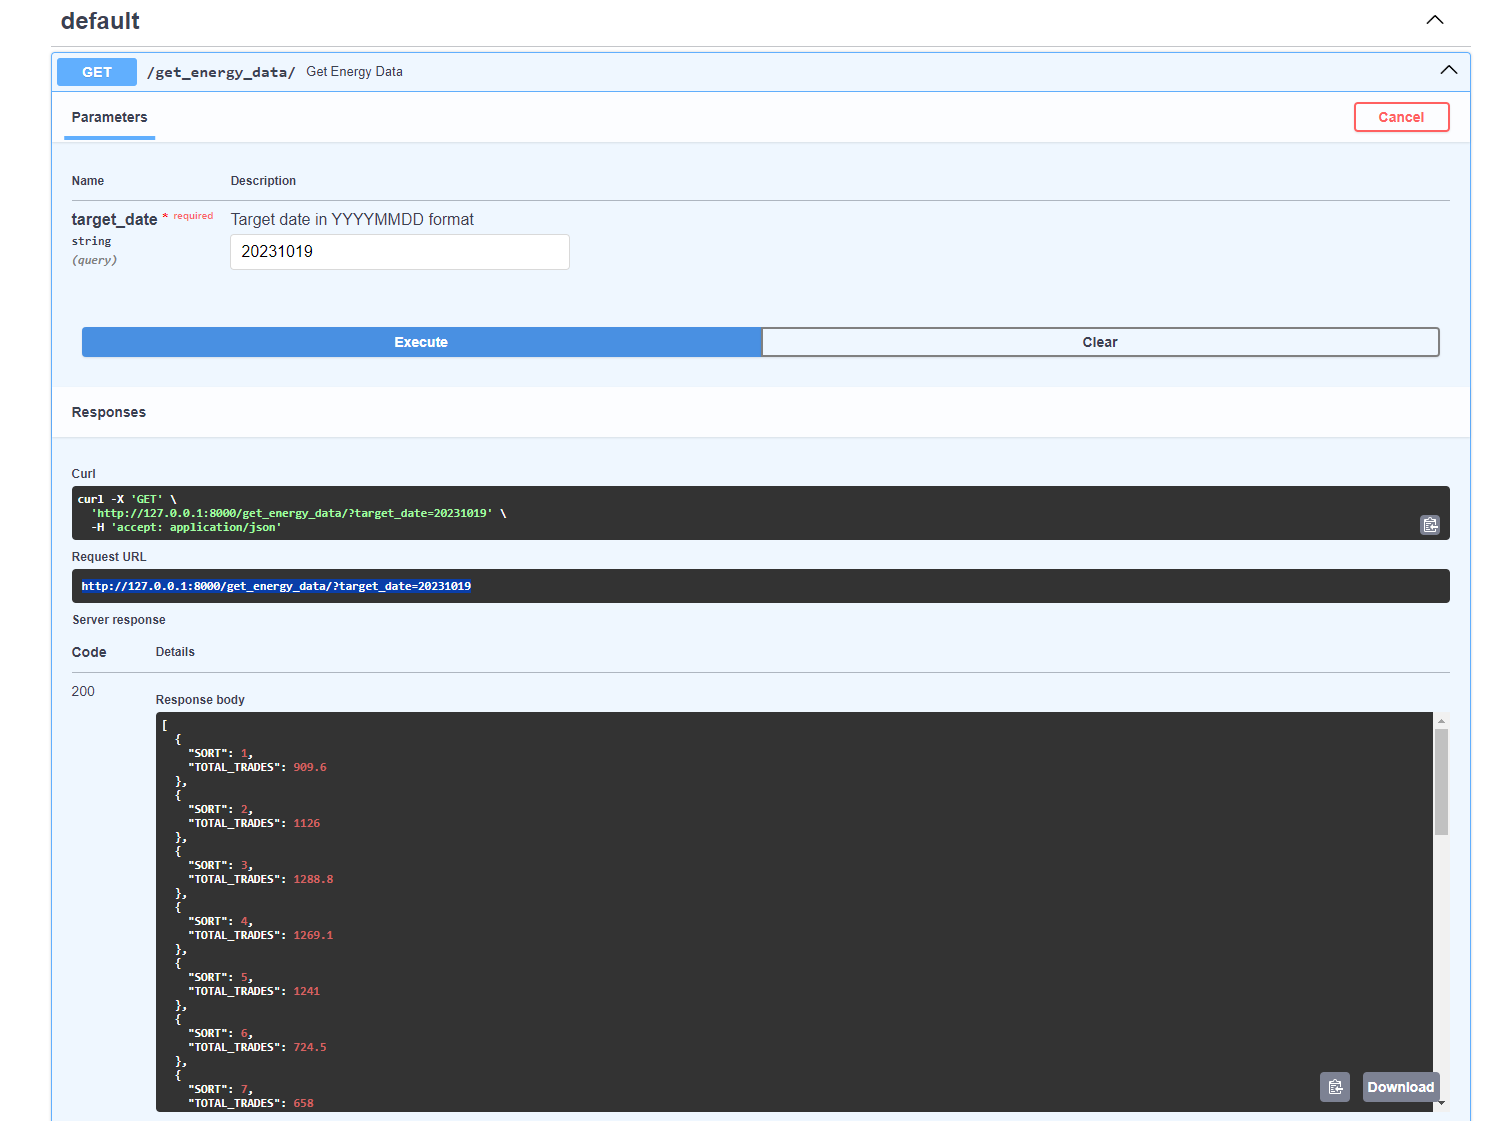 default
GET /get_energy_data/ Get Energy Data
Parameters
Cancel
Name Description
target_date * required Target date in YYYYMMDD format
string 20231019
(query)
Execute Clear
Responses
Curl
curl -X 'GET' \
'http://127.0.0.1:8000/get_energy_data/?target_date=20231019' \
-H 'accept: application/json'
Request URL
http://127.0.0.1:8000/get_energy_data/?target_date=20231019
Server response
Code Details
200
Response body
[
{
"SORT": 1,
"TOTAL_TRADES": 909.6
},
{
"SORT": 2,
"TOTAL_TRADES": 1126
},
{
"SORT": 3,
"TOTAL_TRADES": 1288.8
},
{
"SORT": 4,
"TOTAL_TRADES": 1269.1
},
{
"SORT": 5,
"TOTAL_TRADES": 1241
},
{
"SORT": 6,
"TOTAL_TRADES": 724.5
},
{
"SORT": 7,
"TOTAL_TRADES": 658
Download